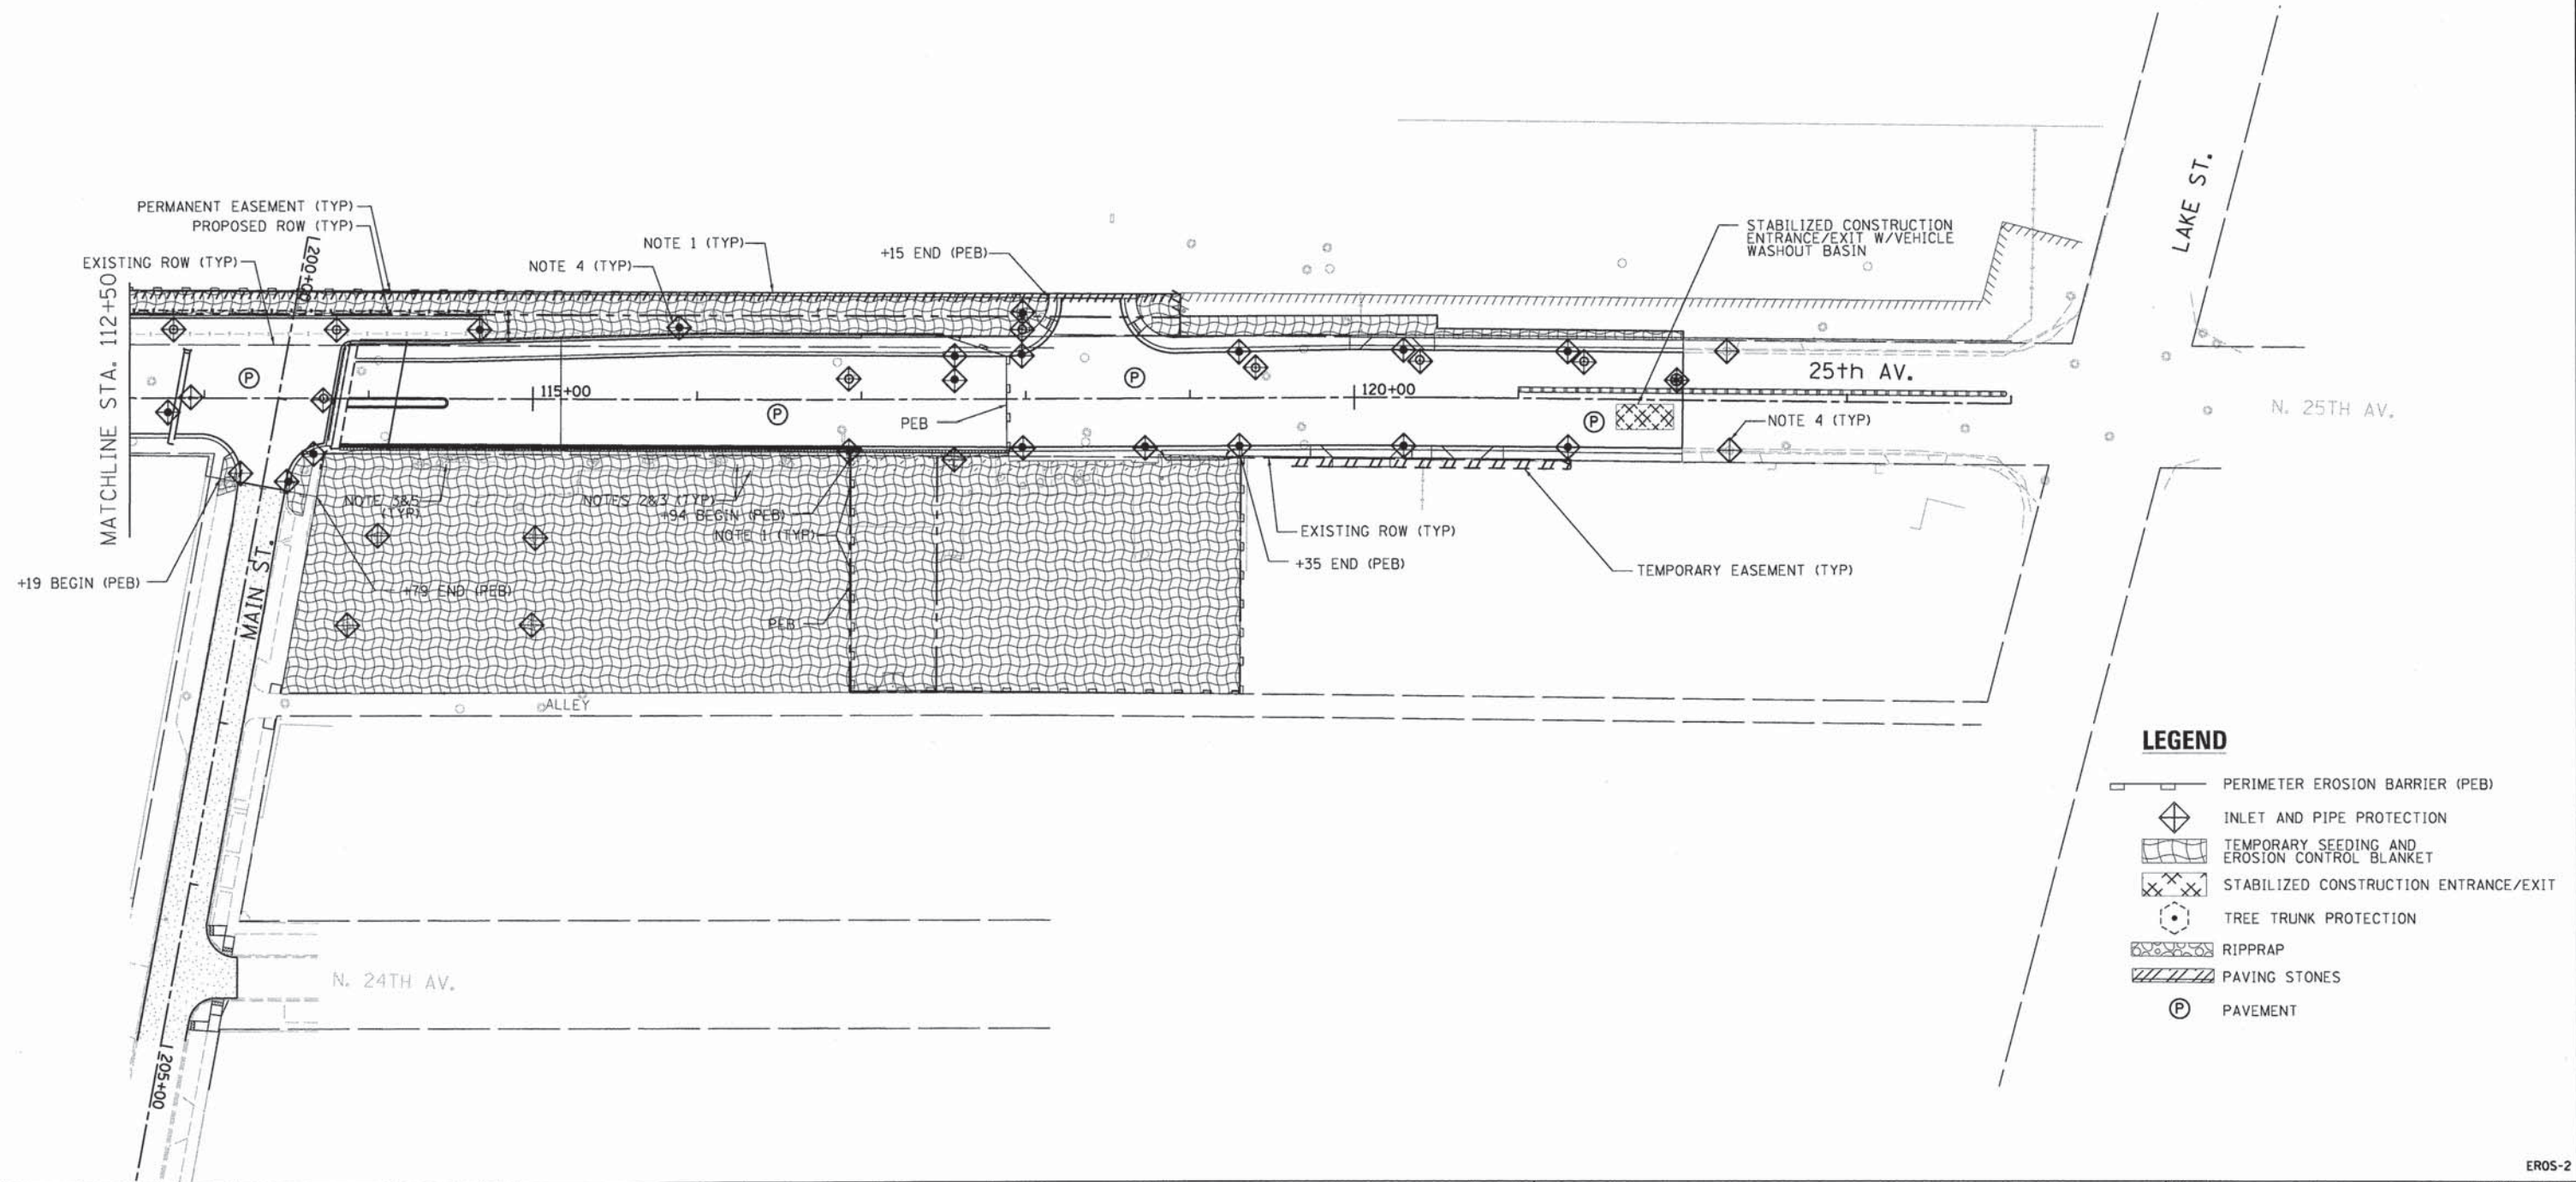 LAKE ST.
PERMANENT EASEMENT (TYP)
PROPOSED ROW (TYP)
EXISTING ROW (TYP)
200+00
NOTE 1 (TYP)
NOTE 4 (TYP)
+15 END (PEB)
STABILIZED CONSTRUCTION
ENTRANCE/EXIT W/VEHICLE
WASHOUT BASIN
MATCHLINE STA. 112+50
P
P
P
P
115+00
120+00
25th AV.
N. 25TH AV.
PEB
NOTE 4 (TYP)
NOTE 3&5
(TYP)
NOTES 2&3 (TYP)
+94 BEGIN (PEB)
NOTE 1 (TYP)
EXISTING ROW (TYP)
+35 END (PEB)
TEMPORARY EASEMENT (TYP)
+19 BEGIN (PEB)
MAIN ST.
+79 END (PEB)
PEB
ALLEY
N. 24TH AV.
205+00
LEGEND
PERIMETER EROSION BARRIER (PEB)
INLET AND PIPE PROTECTION
TEMPORARY SEEDING AND
EROSION CONTROL BLANKET
STABILIZED CONSTRUCTION ENTRANCE/EXIT
TREE TRUNK PROTECTION
RIPPRAP
PAVING STONES
P PAVEMENT
EROS-2